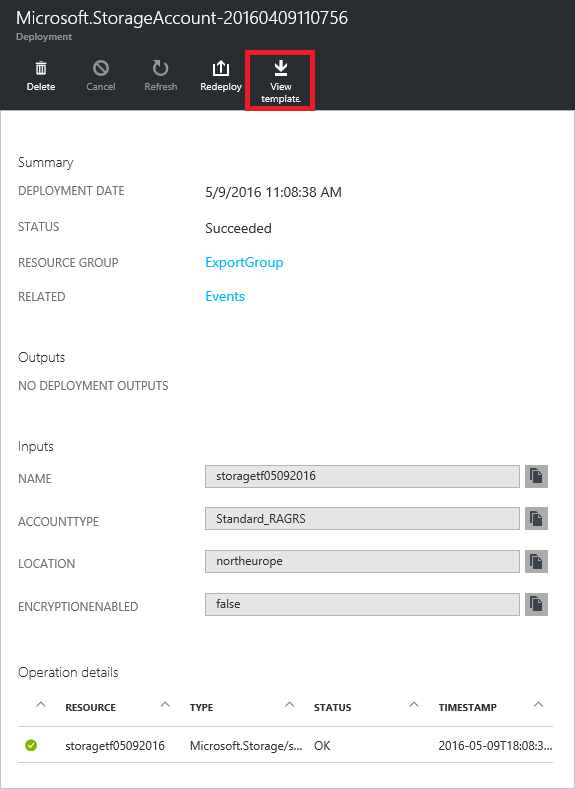 Microsoft.StorageAccount-20160409110756
Deployment
Delete Cancel Refresh Redeploy View
template
Summary
DEPLOYMENT DATE 5/9/2016 11:08:38 AM
STATUS Succeeded
RESOURCE GROUP ExportGroup
RELATED Events
Outputs
NO DEPLOYMENT OUTPUTS
Inputs
NAME storagetf05092016
ACCOUNTTYPE Standard_RAGRS
LOCATION northeurope
ENCRYPTIONENABLED false
Operation details
RESOURCE TYPE STATUS TIMESTAMP
storagetf05092016 Microsoft.Storage/s... OK 2016-05-09T18:08:3...